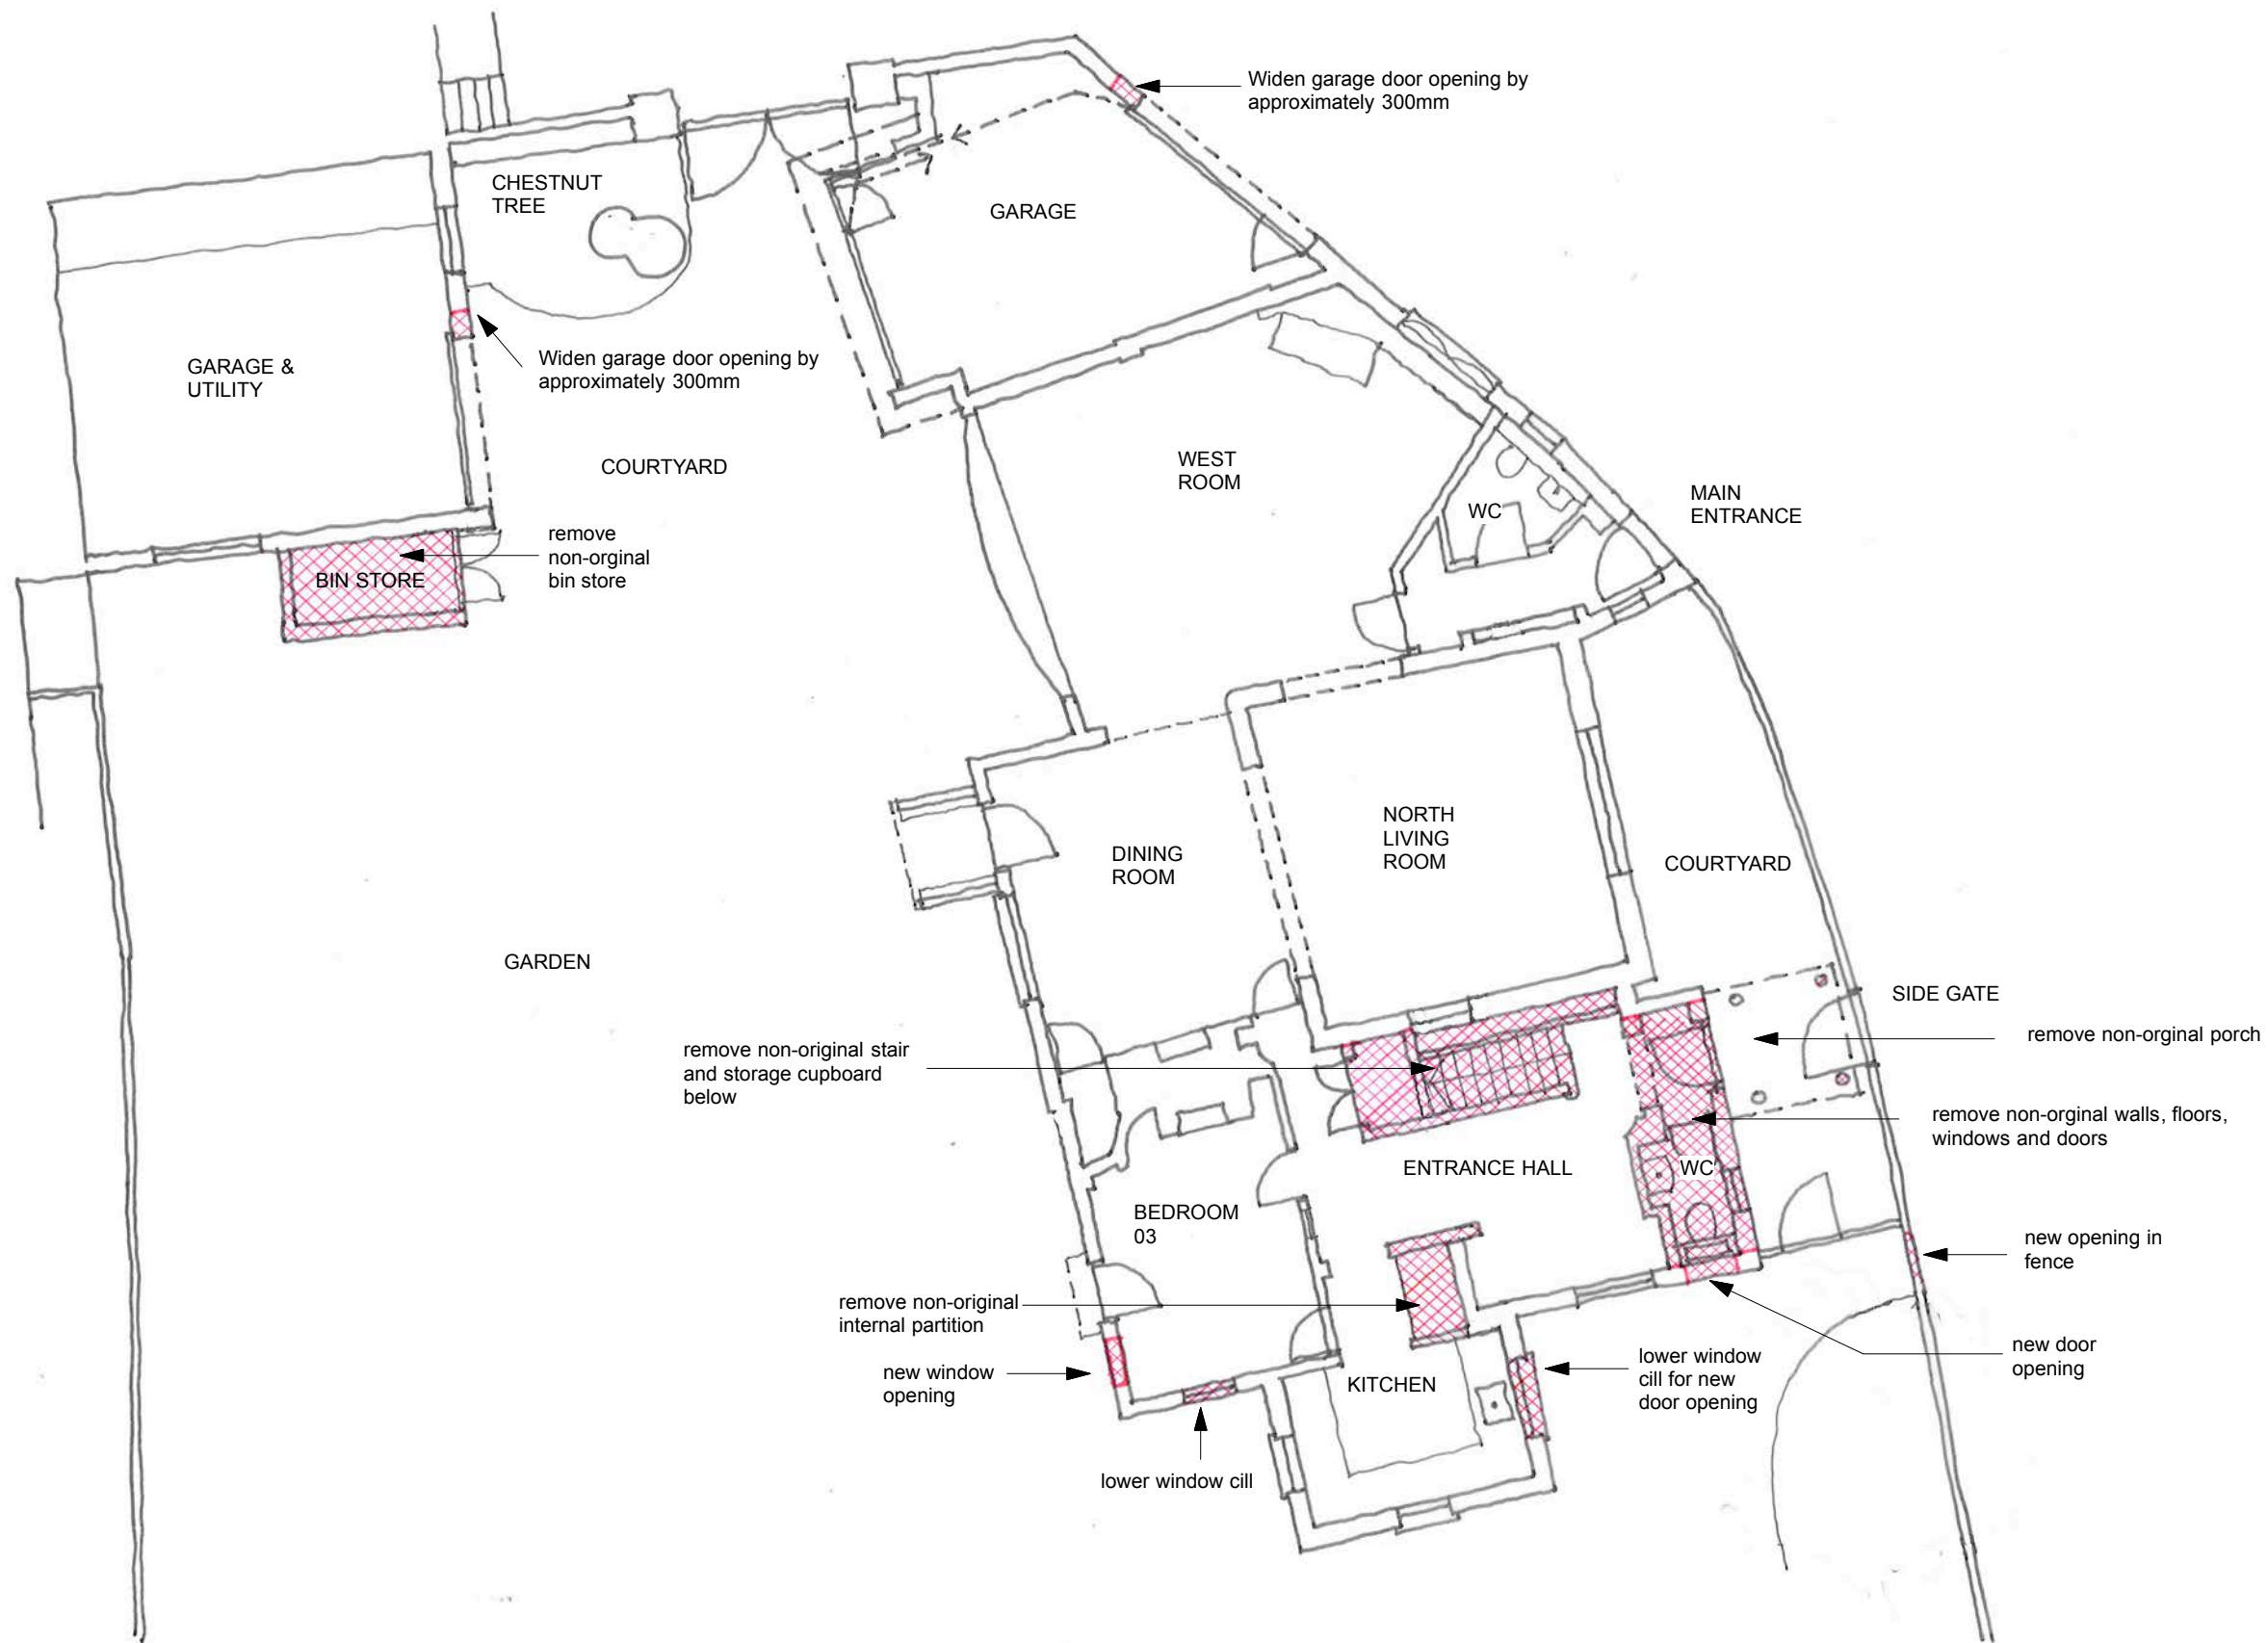 Widen garage door opening by
approximately 300mm
CHESTNUT
TREE
GARAGE
GARAGE &
UTILITY
Widen garage door opening by
approximately 300mm
COURTYARD
WEST
ROOM
WC
MAIN
ENTRANCE
remove
non-orginal
bin store
BIN STORE
NORTH
LIVING
ROOM
DINING
ROOM
COURTYARD
GARDEN
SIDE GATE
remove non-orginal porch
remove non-original stair
and storage cupboard
below
remove non-orginal walls, floors,
windows and doors
ENTRANCE HALL
WC
BEDROOM
03
new opening in
fence
remove non-original
internal partition
new door
opening
new window
opening
KITCHEN
lower window
cill for new
door opening
lower window cill